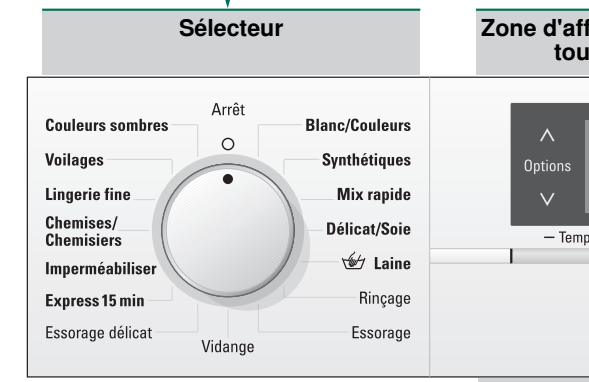 Sélecteur
Zone d'aff
tou
Arrêt
Couleurs sombres
Voilages
Lingerie fine
Chemises/
Chemisiers
Imperméabiliser
Express 15 min
Essorage délicat
Vidange
Blanc/Couleurs
Synthétiques
Mix rapide
Délicat/Soie
Laine
Rinçage
Essorage
Options
– Temp